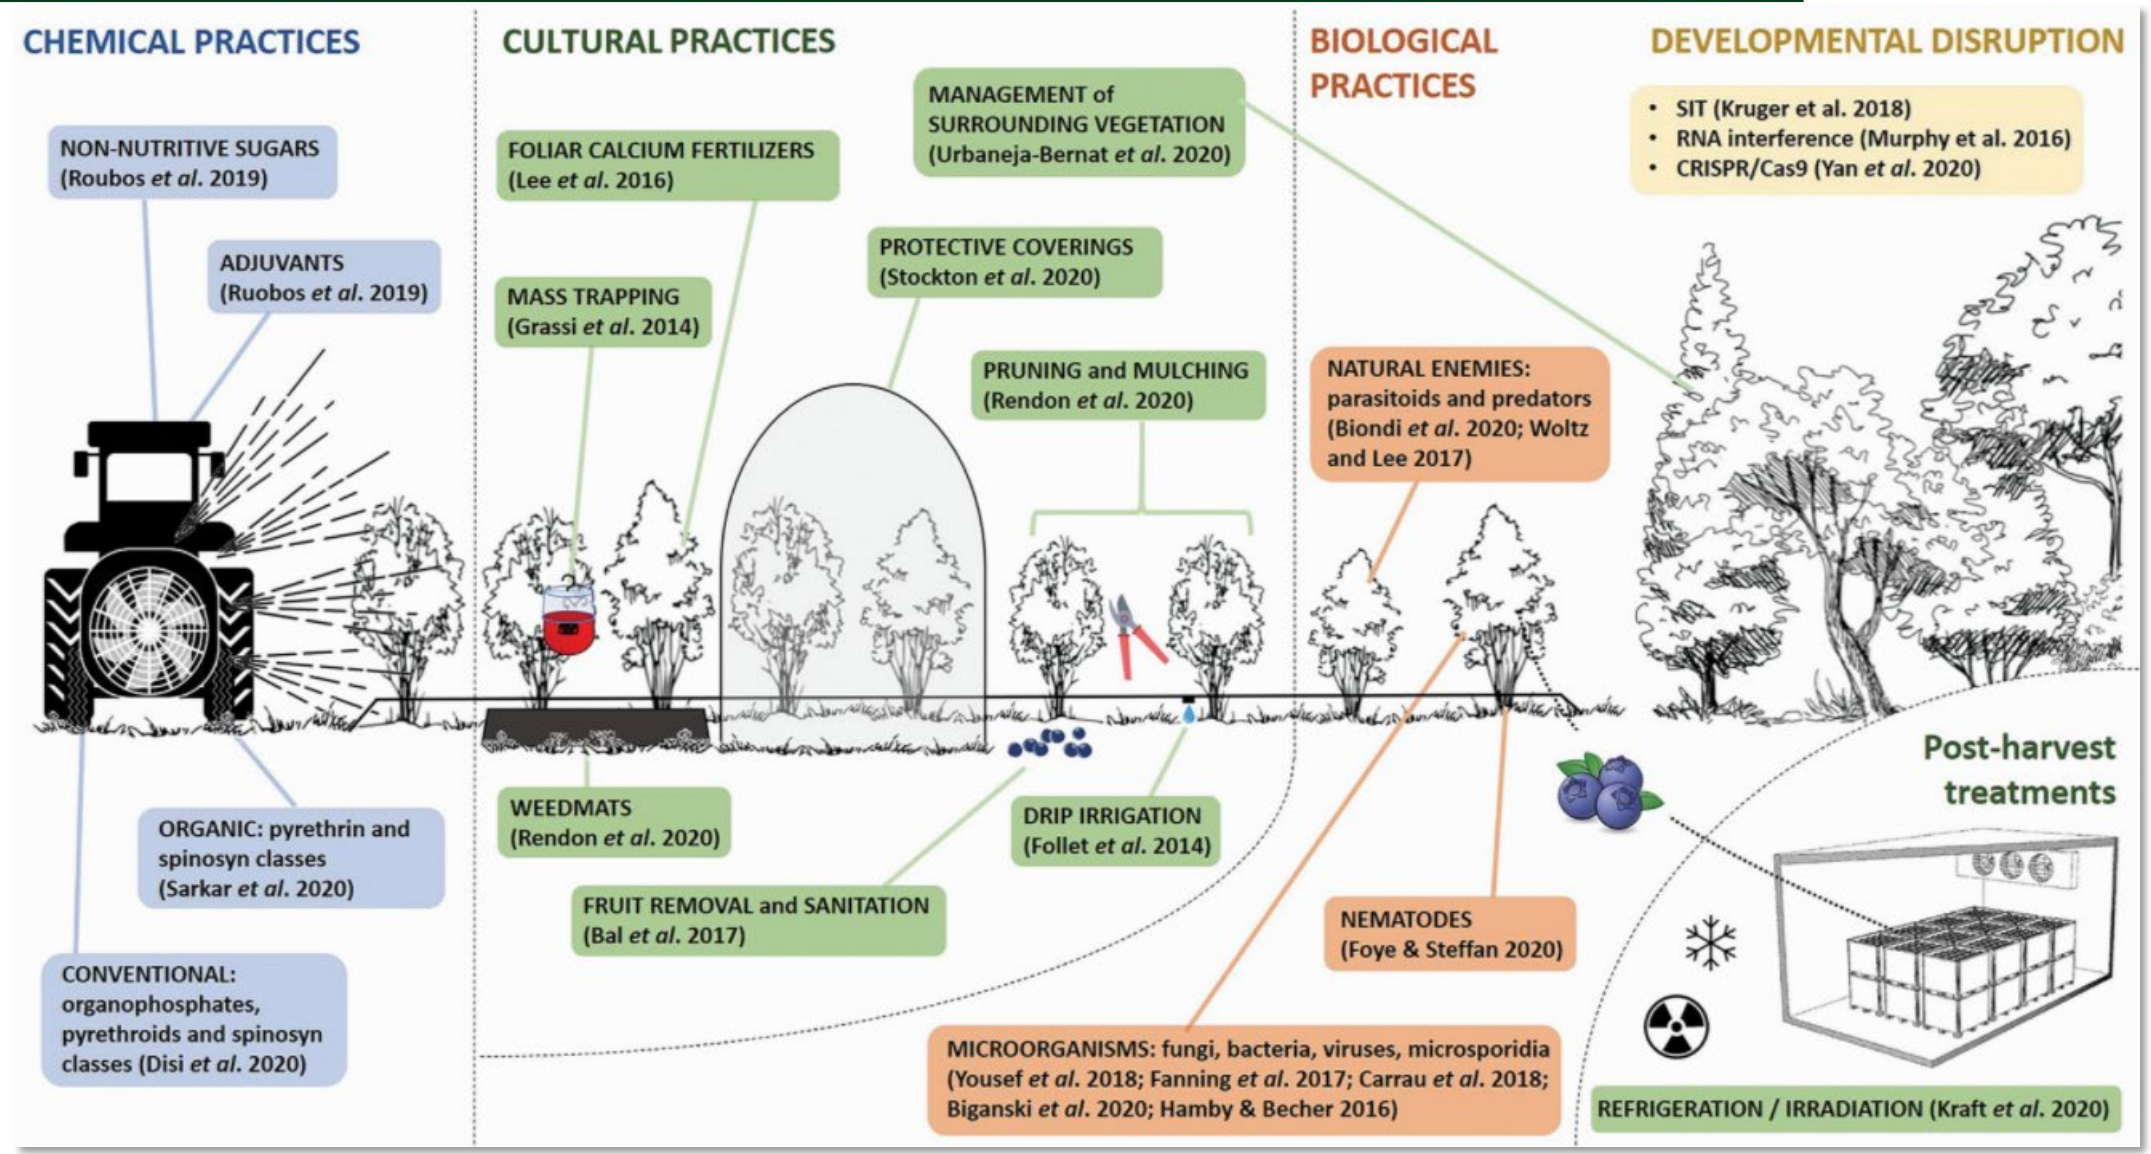 CHEMICAL PRACTICES
NON-NUTRITIVE SUGARS
(Roubos et al. 2019)
ADJUVANTS
(Ruobos et al. 2019)
ORGANIC: pyrethrin and
spinosyn classes
(Sarkar et al. 2020)
CONVENTIONAL:
organophosphates,
pyrethroids and spinosyn
classes (Disi et al. 2020)
CULTURAL PRACTICES
FOLIAR CALCIUM FERTILIZERS
(Lee et al. 2016)
MANAGEMENT of
SURROUNDING VEGETATION
(Urbaneja-Bernat et al. 2020)
MASS TRAPPING
(Grassi et al. 2014)
PROTECTIVE COVERINGS
(Stockton et al. 2020)
PRUNING and MULCHING
(Rendon et al. 2020)
WEEDMATS
(Rendon et al. 2020)
DRIP IRRIGATION
(Follet et al. 2014)
FRUIT REMOVAL and SANITATION
(Bal et al. 2017)
BIOLOGICAL
PRACTICES
NATURAL ENEMIES:
parasitoids and predators
(Biondi et al. 2020; Woltz
and Lee 2017)
NEMATODES
(Foye & Steffan 2020)
MICROORGANISMS: fungi, bacteria, viruses, microsporidia
(Yousef et al. 2018; Fanning et al. 2017; Carrau et al. 2018;
Biganski et al. 2020; Hamby & Becher 2016)
DEVELOPMENTAL DISRUPTION
• SIT (Kruger et al. 2018)
• RNA interference (Murphy et al. 2016)
• CRISPR/Cas9 (Yan et al. 2020)
Post-harvest
treatments
REFRIGERATION / IRRADIATION (Kraft et al. 2020)